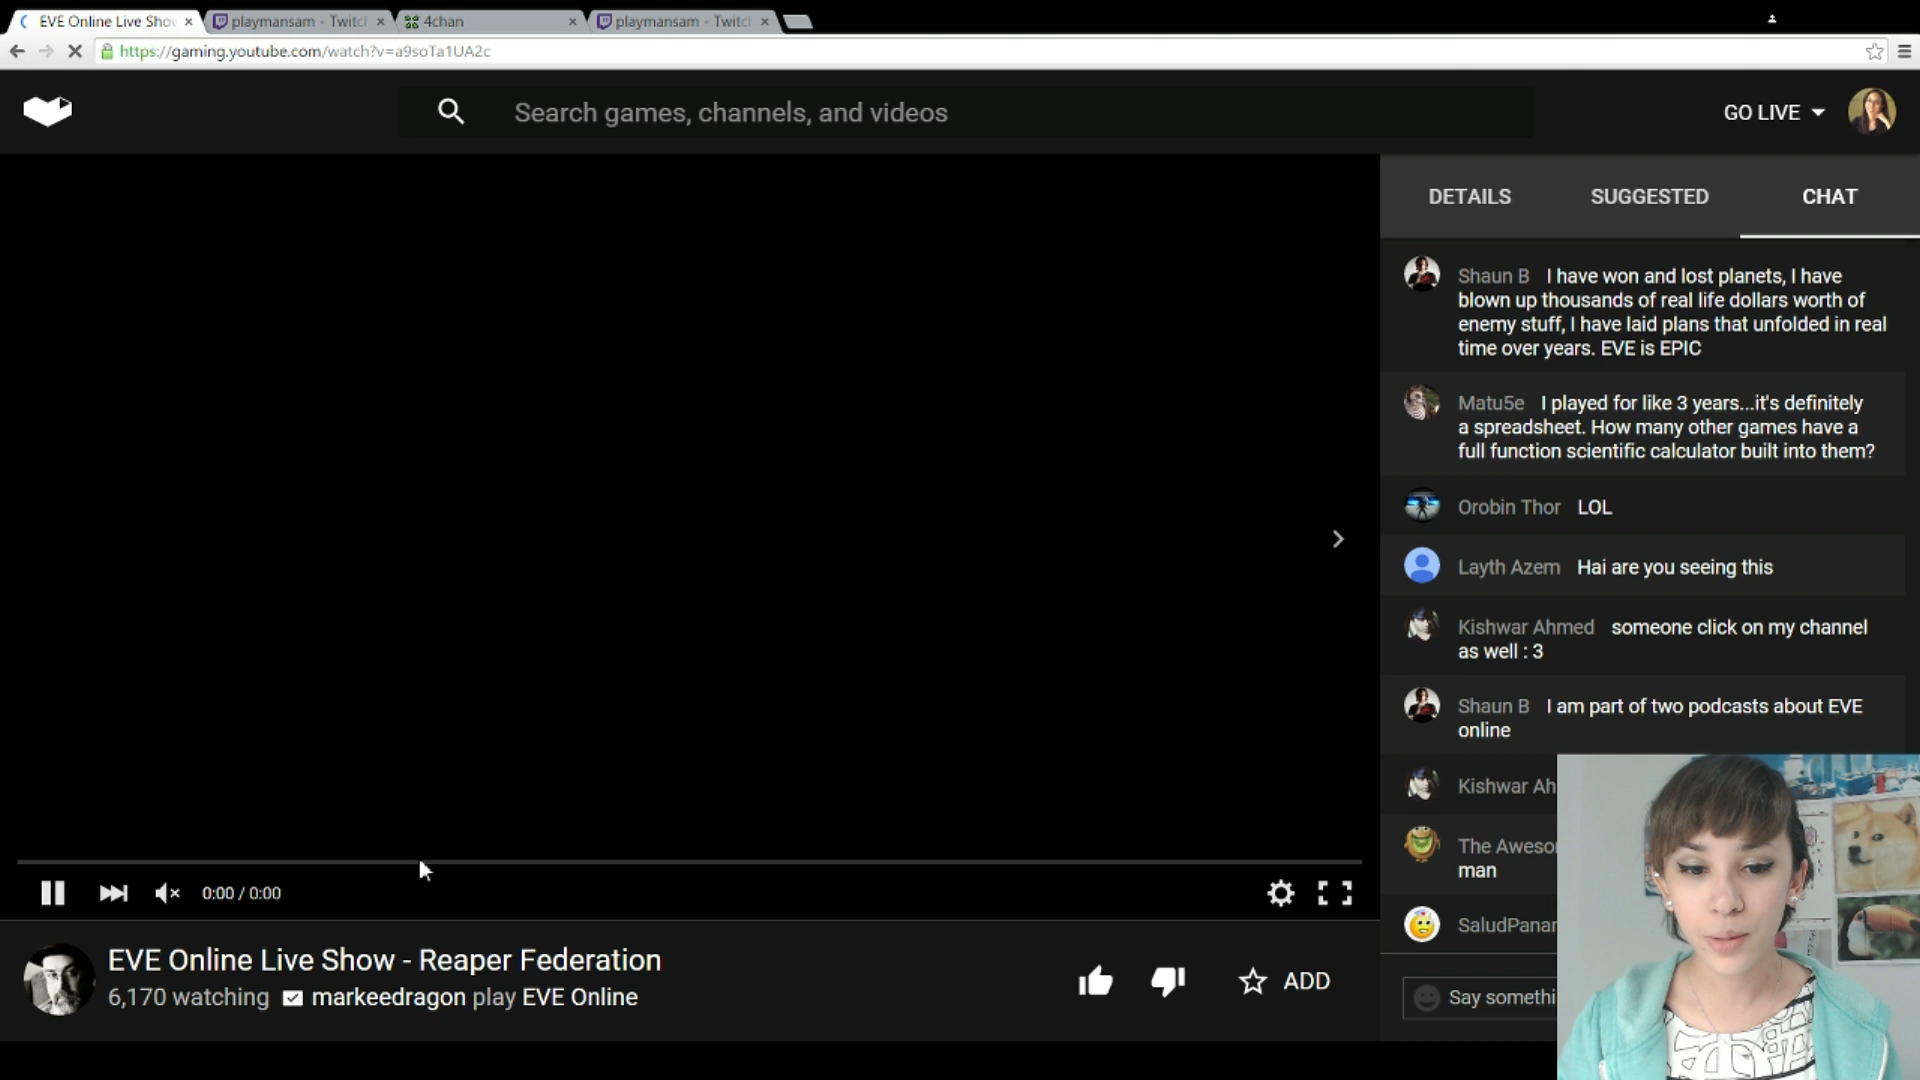 EVE Online Live Shov
playmansam - Twitcl
4chan
playmansam - Twitcl
https://gaming.youtube.com/watch?v=a9soTa1UA2c
Search games, channels, and videos
GO LIVE
DETAILS
SUGGESTED
CHAT
Shaun B I have won and lost planets, I have
blown up thousands of real life dollars worth of
enemy stuff, I have laid plans that unfolded in real
time over years. EVE is EPIC
Matu5e I played for like 3 years...it's definitely
a spreadsheet. How many other games have a
full function scientific calculator built into them?
Orobin Thor LOL
Layth Azem Hai are you seeing this
Kishwar Ahmed someone click on my channel
as well : 3
Shaun B I am part of two podcasts about EVE
online
Kishwar Ah
The Aweso
man
SaludPanar
Say somethi
0:00 / 0:00
EVE Online Live Show - Reaper Federation
6,170 watching markeedragon play EVE Online
ADD